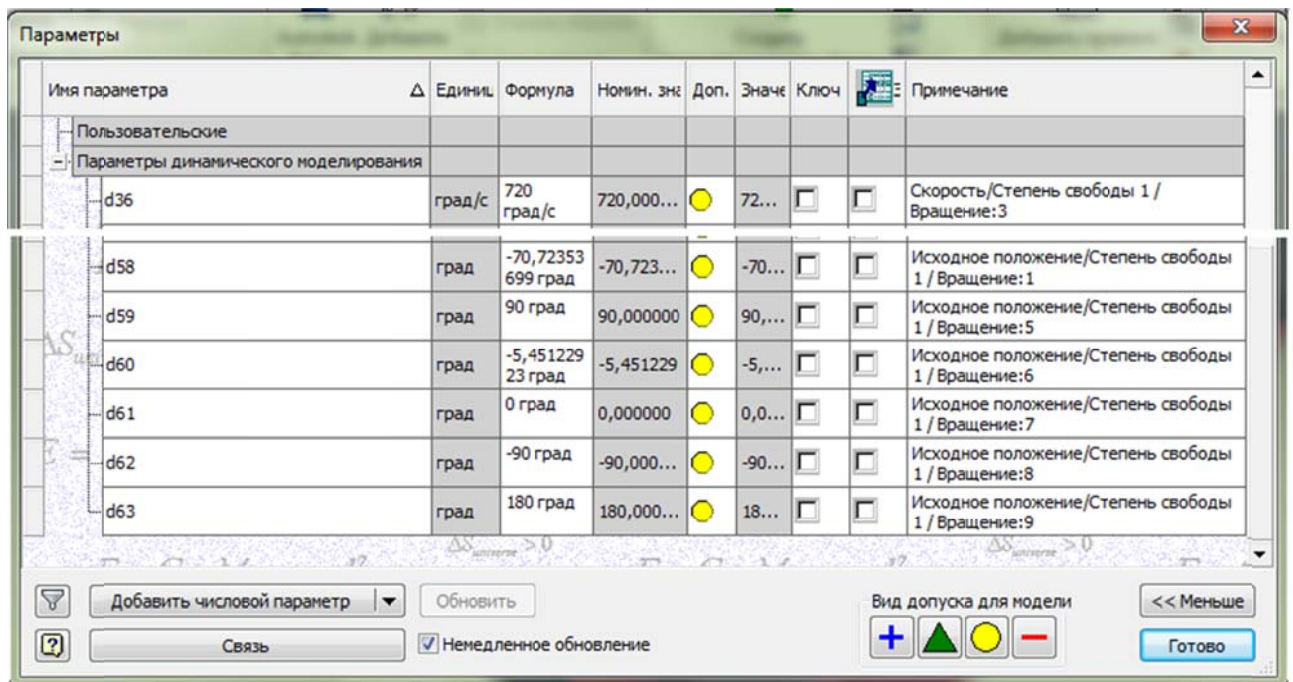 Параметры
Имя параметра Единиц Формула Номин. зна Доп. Значе Ключ Примечание
Пользовательские
Параметры динамического моделирования
d36 град/с 720 град/с 720,000... 72... Скорость/Степень свободы 1 /
Вращение:3
d58 град -70,72353 -70,723... -70... Исходное положение/Степень свободы
699 град 1 / Вращение:1
d59 град 90 град 90,000000 90,... Исходное положение/Степень свободы
1 / Вращение:5
d60 град -5,451229 -5,451229 -5,... Исходное положение/Степень свободы
23 град 1 / Вращение:6
d61 град 0 град 0,000000 0,0... Исходное положение/Степень свободы
1 / Вращение:7
d62 град -90 град -90,000... -90... Исходное положение/Степень свободы
1 / Вращение:8
d63 град 180 град 180,000... 18... Исходное положение/Степень свободы
1 / Вращение:9
Добавить числовой параметр Обновить Вид допуска для модели << Меньше
Связь Немедленное обновление Готово